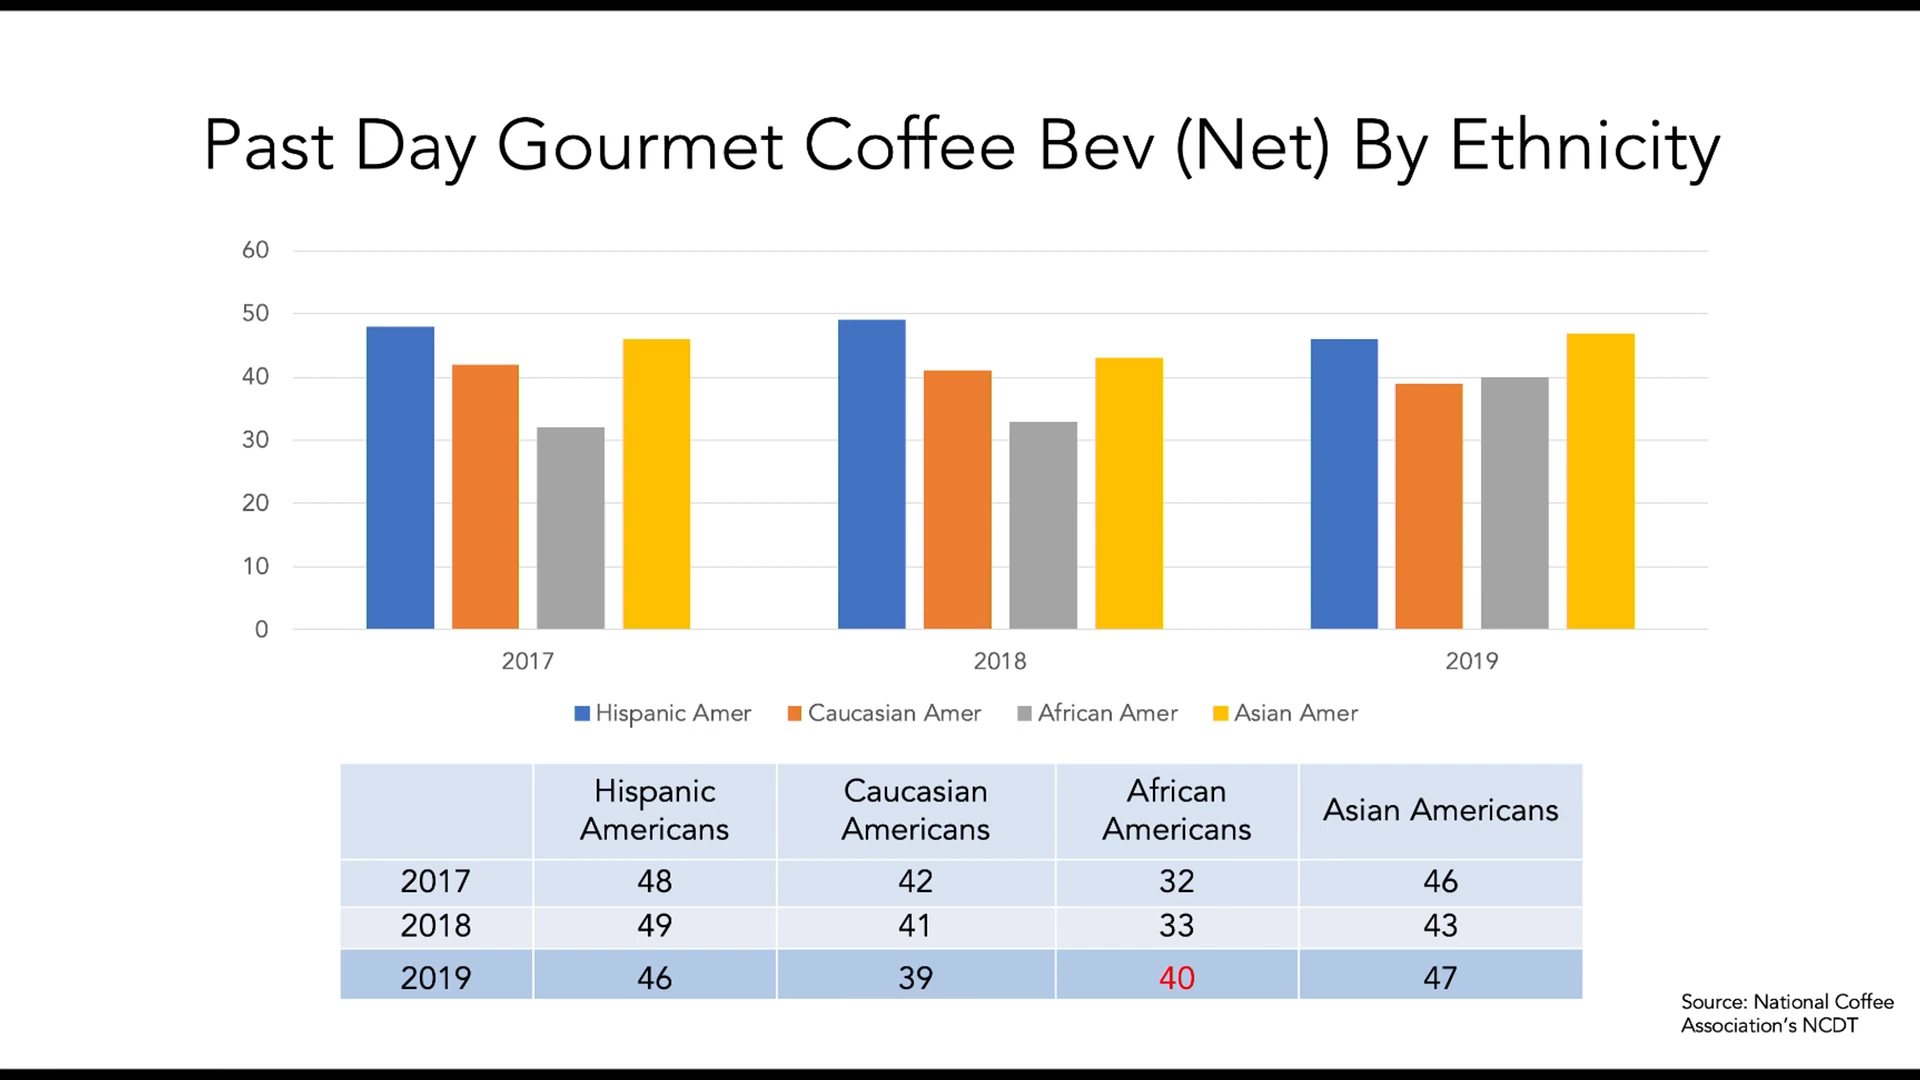 Past Day Gourmet Coffee Bev (Net) By Ethnicity
60
50
40
30
20
10
0
2017 2018 2019
Hispanic Amer Caucasian Amer African Amer Asian Amer
Hispanic Americans Caucasian Americans African Americans Asian Americans
2017 48 42 32 46
2018 49 41 33 43
2019 46 39 40 47
Source: National Coffee
Association's NCDT